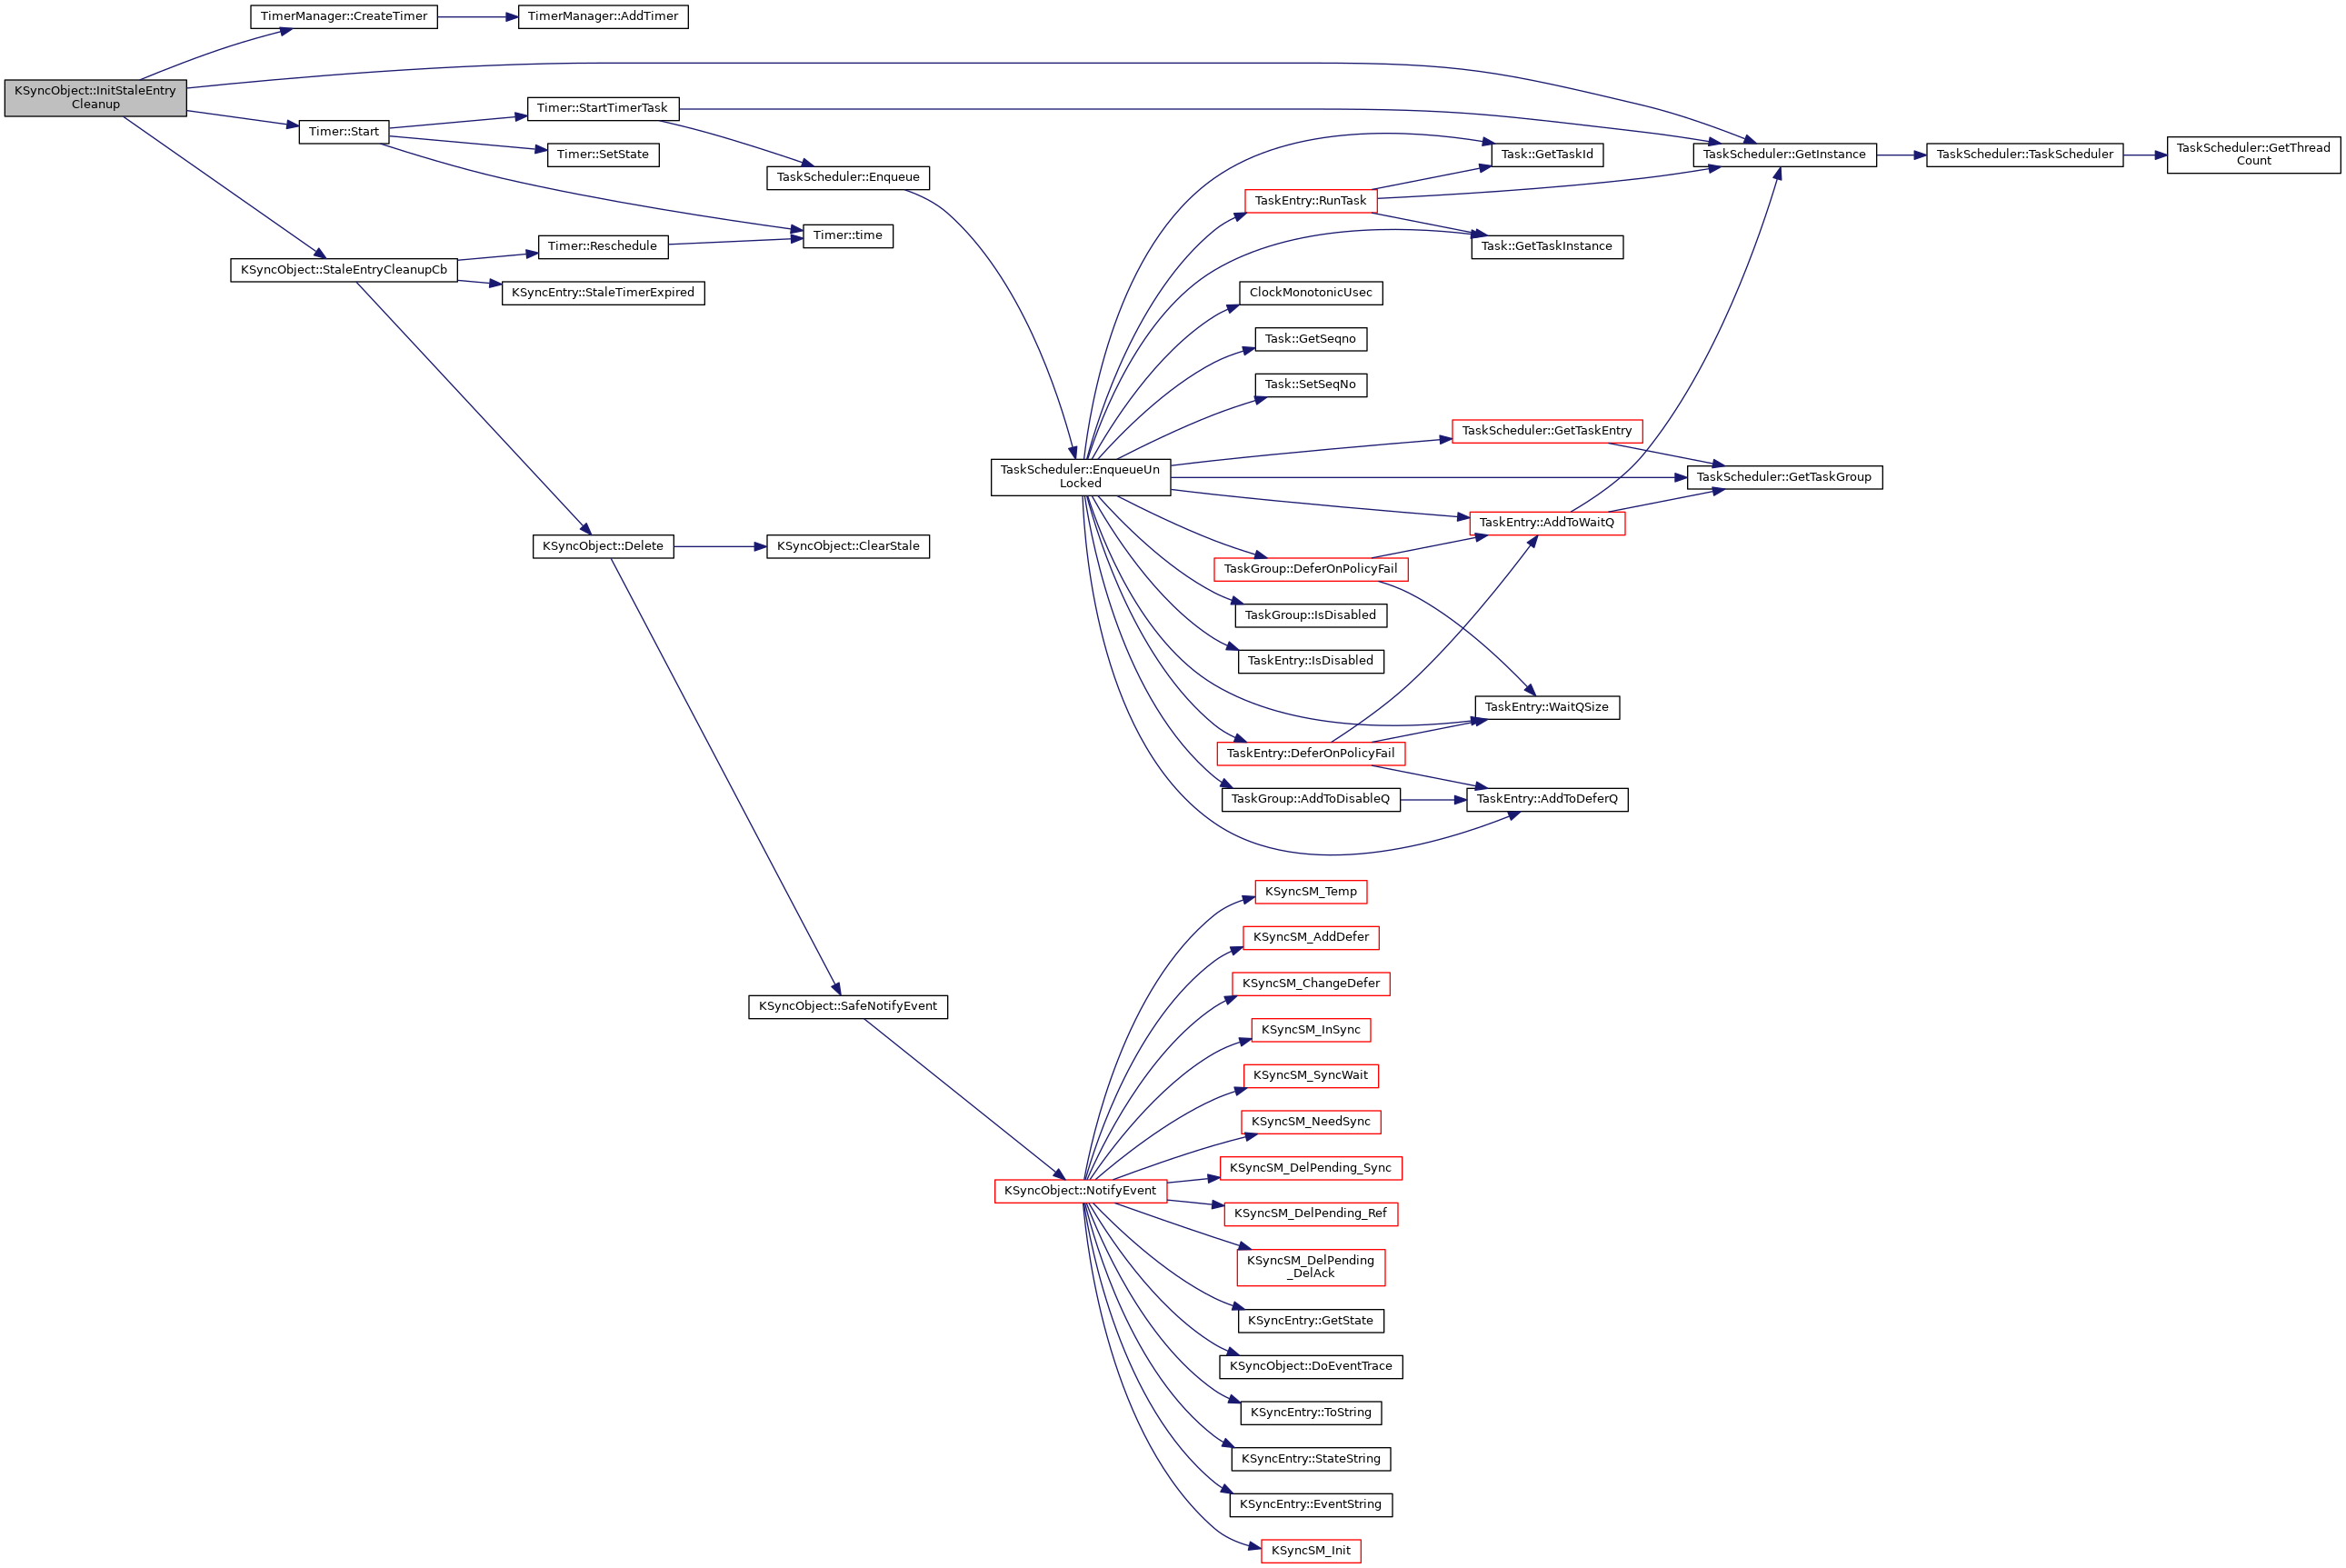 TimerManager::CreateTimer
TimerManager::AddTimer
KSyncObject::InitStaleEntry
Cleanup
Timer::StartTimerTask
Timer::Start
Timer::SetState
TaskScheduler::Enqueue
Timer::time
Timer::Reschedule
KSyncObject::StaleEntryCleanupCb
KSyncEntry::StaleTimerExpired
Task::GetTaskId
TaskScheduler::GetInstance
TaskScheduler::TaskScheduler
TaskScheduler::GetThread
Count
TaskEntry::RunTask
Task::GetTaskInstance
ClockMonotonicUsec
Task::GetSeqno
Task::SetSeqNo
TaskScheduler::GetTaskEntry
TaskScheduler::EnqueueUn
Locked
TaskScheduler::GetTaskGroup
TaskEntry::AddToWaitQ
KSyncObject::Delete
KSyncObject::ClearStale
TaskGroup::DeferOnPolicyFail
TaskGroup::IsDisabled
TaskEntry::IsDisabled
TaskEntry::WaitQSize
TaskEntry::DeferOnPolicyFail
TaskGroup::AddToDisableQ
TaskEntry::AddToDeferQ
KSyncSM_Temp
KSyncSM_AddDefer
KSyncSM_ChangeDefer
KSyncObject::SafeNotifyEvent
KSyncSM_InSync
KSyncSM_SyncWait
KSyncSM_NeedSync
KSyncSM_DelPending_Sync
KSyncObject::NotifyEvent
KSyncSM_DelPending_Ref
KSyncSM_DelPending
_DelAck
KSyncEntry::GetState
KSyncObject::DoEventTrace
KSyncEntry::ToString
KSyncEntry::StateString
KSyncEntry::EventString
KSyncSM_Init